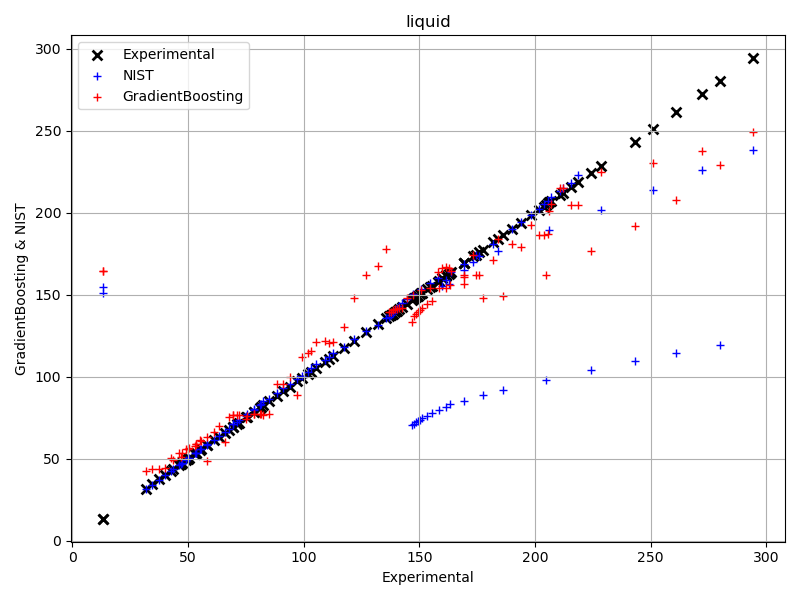 liquid
Experimental
NIST
GradientBoosting
300
250
200
150
100
50
0
GradientBoosting & NIST
0 50 100 150 200 250 300
Experimental